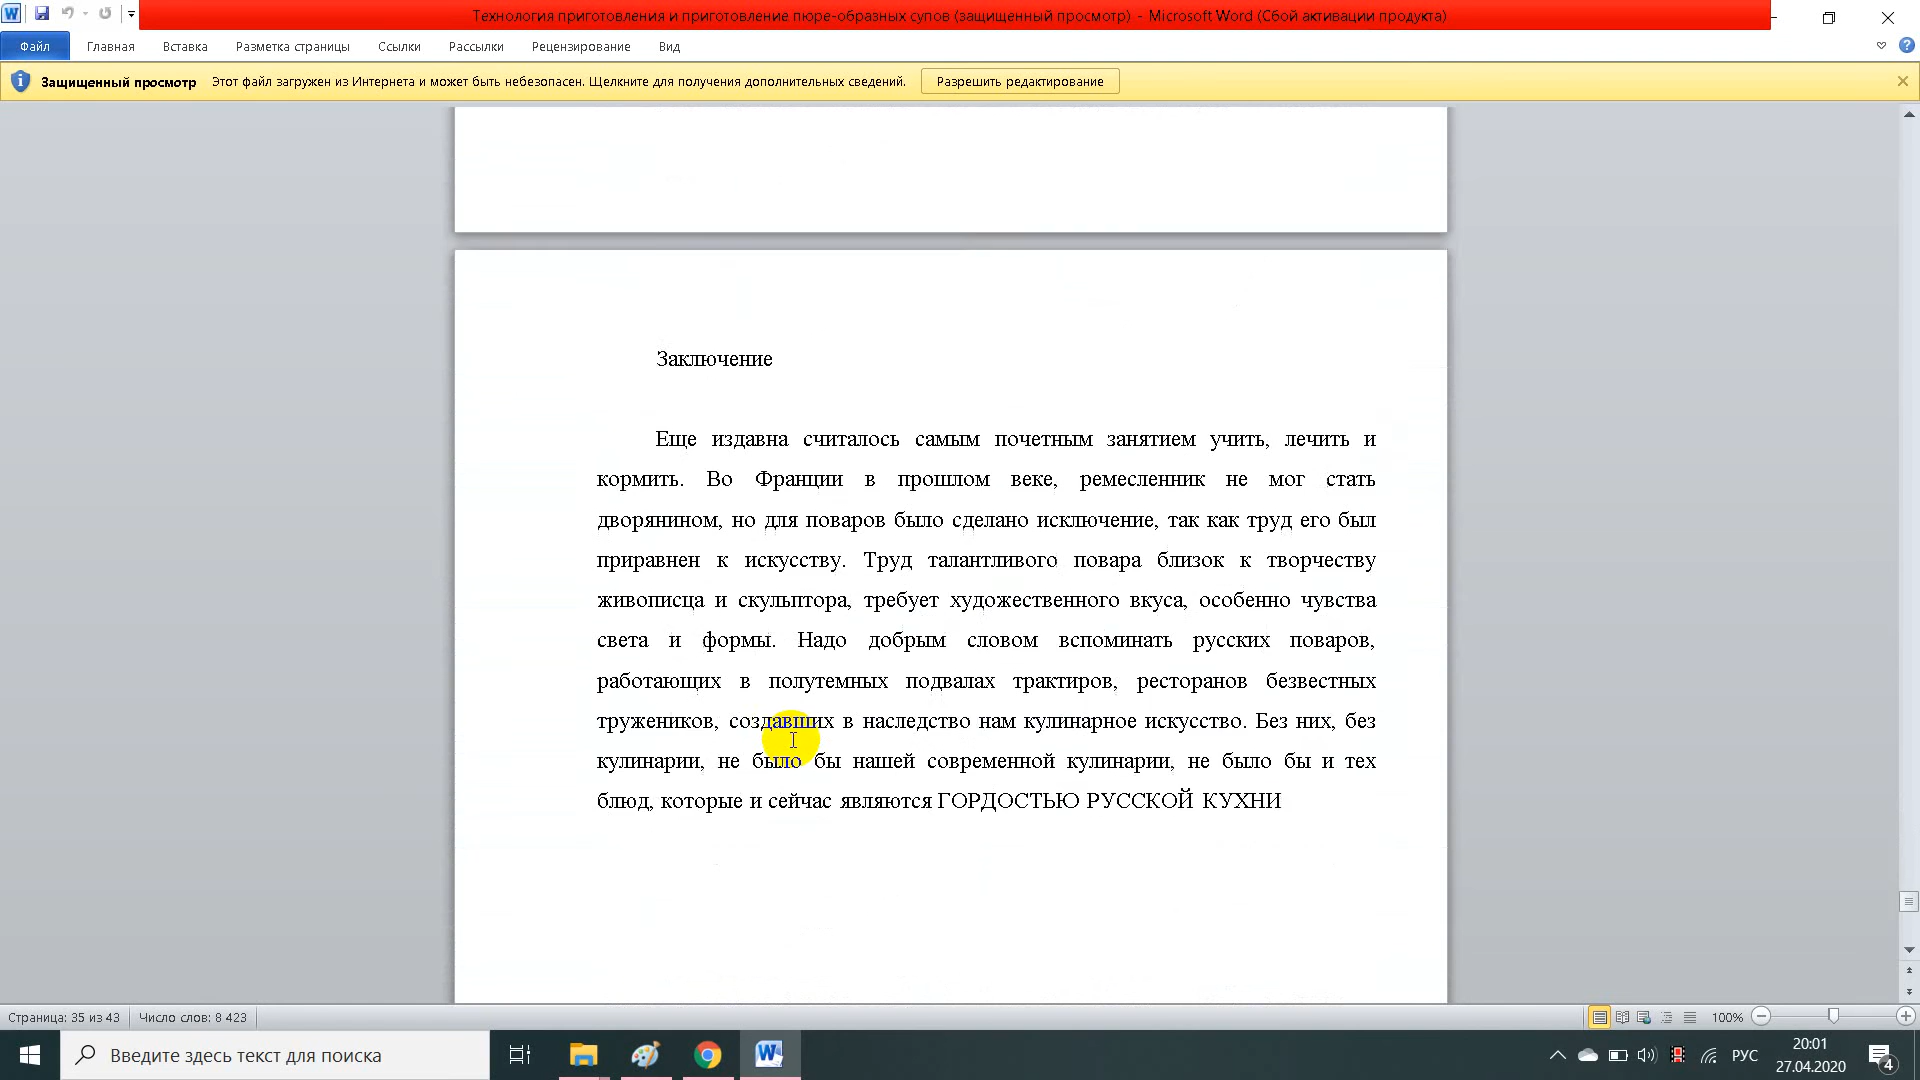 Технология приготовления и приготовление пюре-образных супов (защищенный просмотр) - Microsoft Word (Сбой активации продукта)
Файл Главная Вставка Разметка страницы Ссылки Рассылки Рецензирование Вид
Защищенный просмотр Этот файл загружен из Интернета и может быть небезопасен. Щелкните для получения дополнительных сведений. Разрешить редактирование
Заключение
Еще издавна считалось самым почетным занятием учить, лечить и
кормить. Во Франции в прошлом веке, ремесленник не мог стать
дворянином, но для поваров было сделано исключение, так как труд его был
приравнен к искусству. Труд талантливого повара близок к творчеству
живописца и скульптора, требует художественного вкуса, особенно чувства
света и формы. Надо добрым словом вспоминать русских поваров,
работающих в полутемных подвалах трактиров, ресторанов безвестных
тружеников, создавших в наследство нам кулинарное искусство. Без них, без
кулинарии, не было бы нашей современной кулинарии, не было бы и тех
блюд, которые и сейчас являются ГОРДОСТЬЮ РУССКОЙ КУХНИ
Страница: 35 из 43 Число слов: 8 423 100%
Введите здесь текст для поиска
РУС
20:01
27.04.2020
4